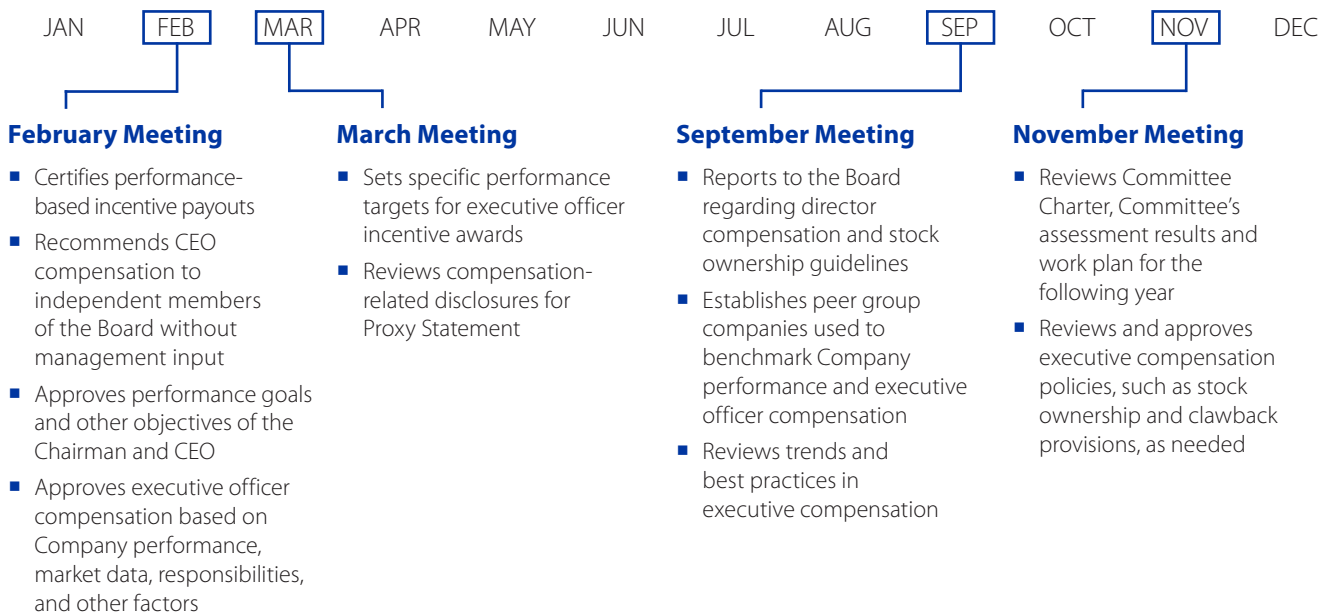 JAN FEB MAR APR MAY JUN JUL AUG SEP OCT NOV DEC
February Meeting
■ Certifies performance-
based incentive payouts
■ Recommends CEO
compensation to
independent members
of the Board without
management input
■ Approves performance goals
and other objectives of the
Chairman and CEO
■ Approves executive officer
compensation based on
Company performance,
market data, responsibilities,
and other factors
March Meeting
■ Sets specific performance
targets for executive officer
incentive awards
■ Reviews compensation-
related disclosures for
Proxy Statement
September Meeting
■ Reports to the Board
regarding director
compensation and stock
ownership guidelines
■ Establishes peer group
companies used to
benchmark Company
performance and executive
officer compensation
■ Reviews trends and
best practices in
executive compensation
November Meeting
■ Reviews Committee
Charter, Committee’s
assessment results and
work plan for the
following year
■ Reviews and approves
executive compensation
policies, such as stock
ownership and clawback
provisions, as needed